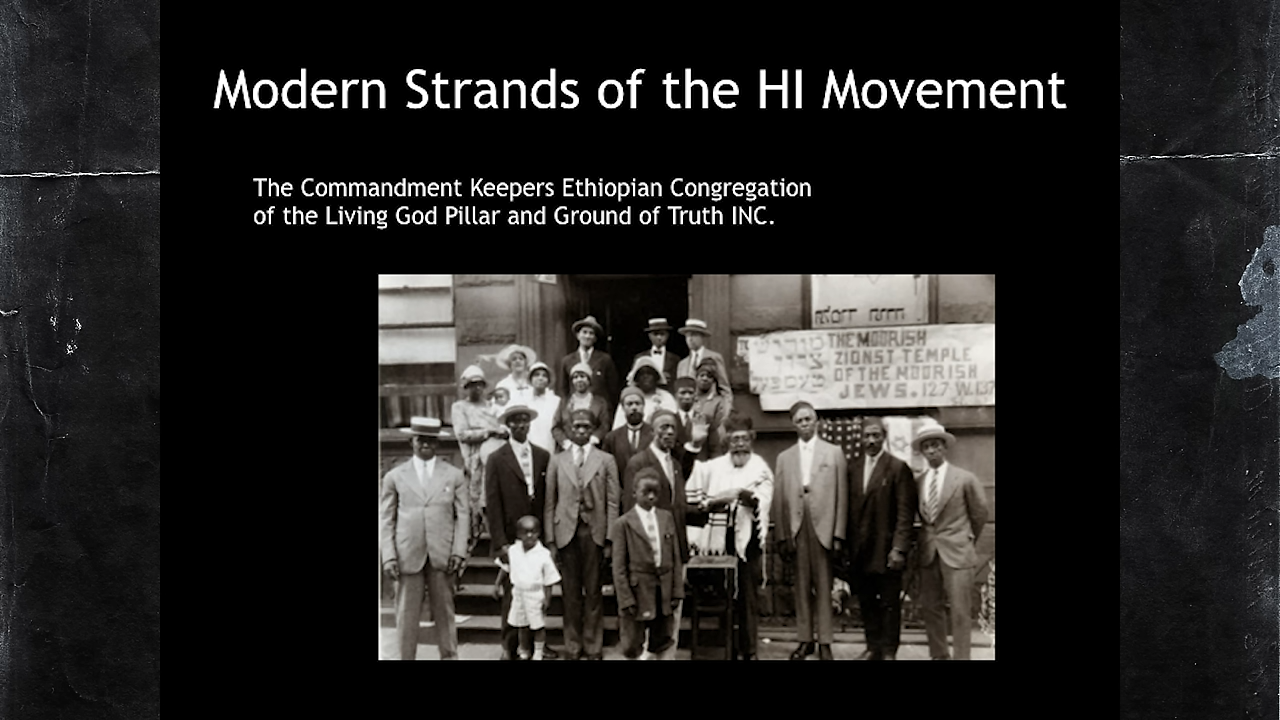 Modern Strands of the HI Movement
The Commandment Keepers Ethiopian Congregation
of the Living God Pillar and Ground of Truth INC.
THE MOORISH
ZIONST TEMPLE
OF THE MOORISH
JEWS. 127 W. 137